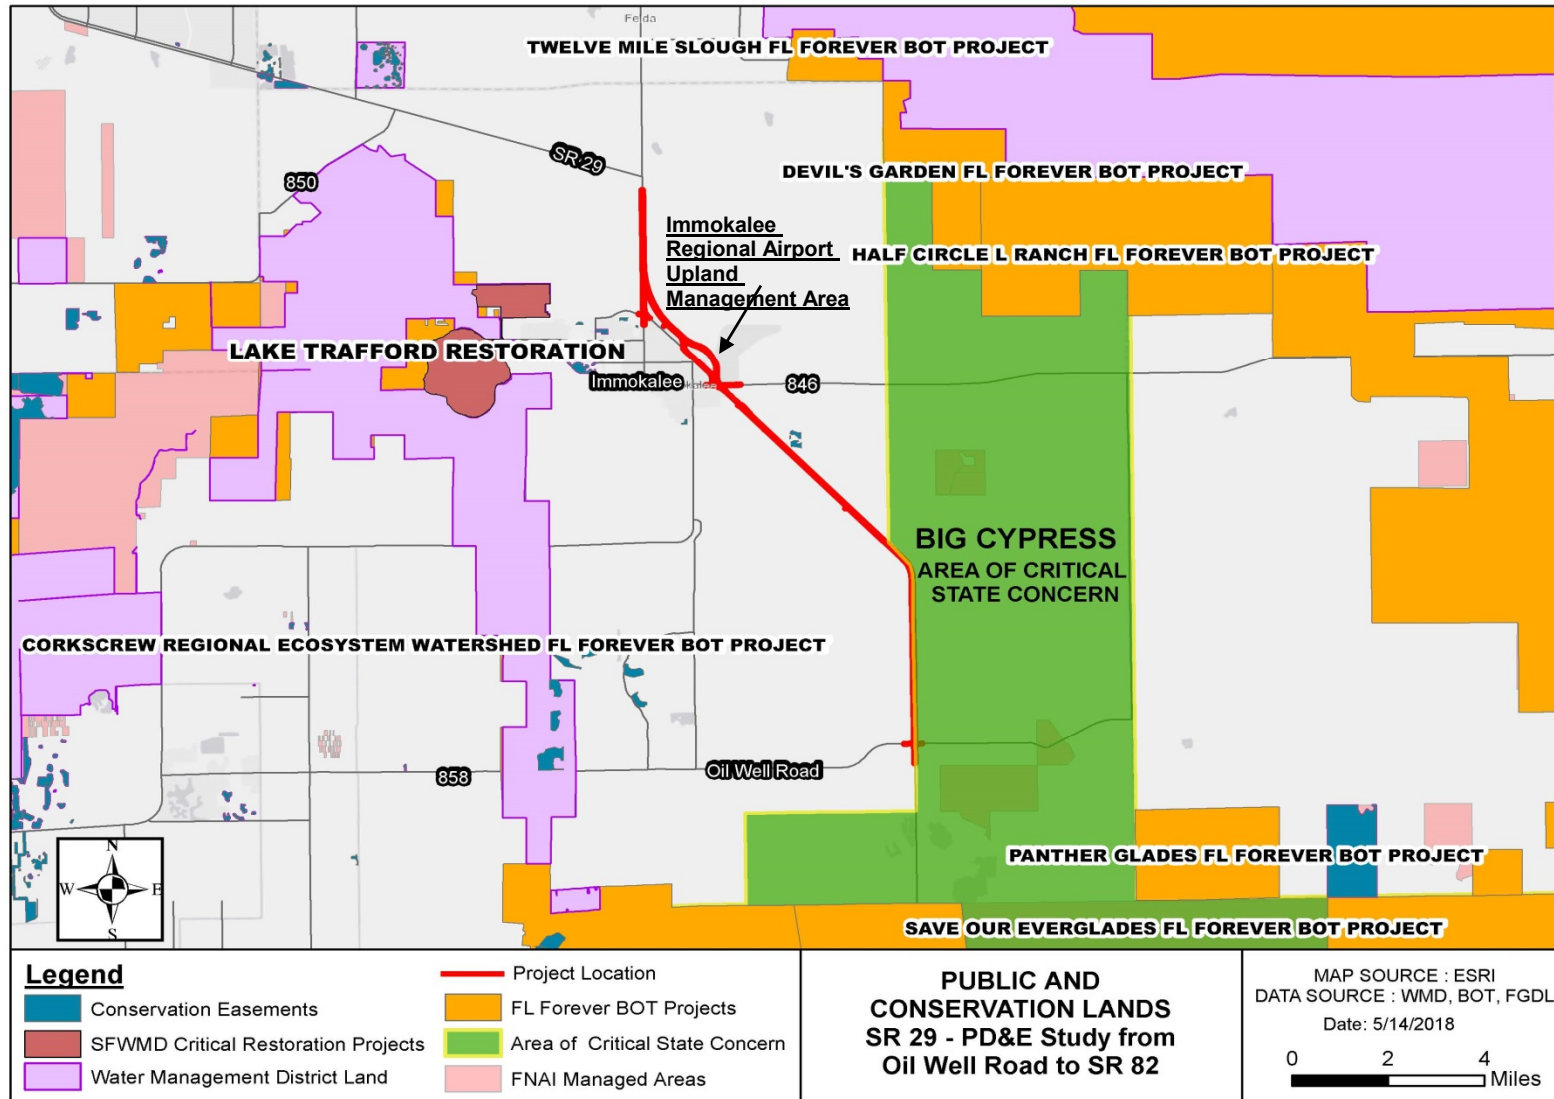 Felda
TWELVE MILE SLOUGH FL FOREVER BOT PROJECT
SR 29
850
DEVIL'S GARDEN FL FOREVER BOT PROJECT
Immokalee
Regional Airport
Upland
Management Area
HALF CIRCLE L RANCH FL FOREVER BOT PROJECT
LAKE TRAFFORD RESTORATION
Immokalee
846
BIG CYPRESS
AREA OF CRITICAL
STATE CONCERN
CORKSCREW REGIONAL ECOSYSTEM WATERSHED FL FOREVER BOT PROJECT
858
Oil Well Road
PANTHER GLADES FL FOREVER BOT PROJECT
SAVE OUR EVERGLADES FL FOREVER BOT PROJECT
N
W E
S
Legend
Conservation Easements
SFWMD Critical Restoration Projects
Water Management District Land
Project Location
FL Forever BOT Projects
Area of Critical State Concern
FNAI Managed Areas
PUBLIC AND
CONSERVATION LANDS
SR 29 - PD&E Study from
Oil Well Road to SR 82
MAP SOURCE : ESRI
DATA SOURCE : WMD, BOT, FGDL
Date: 5/14/2018
0 2 4
Miles